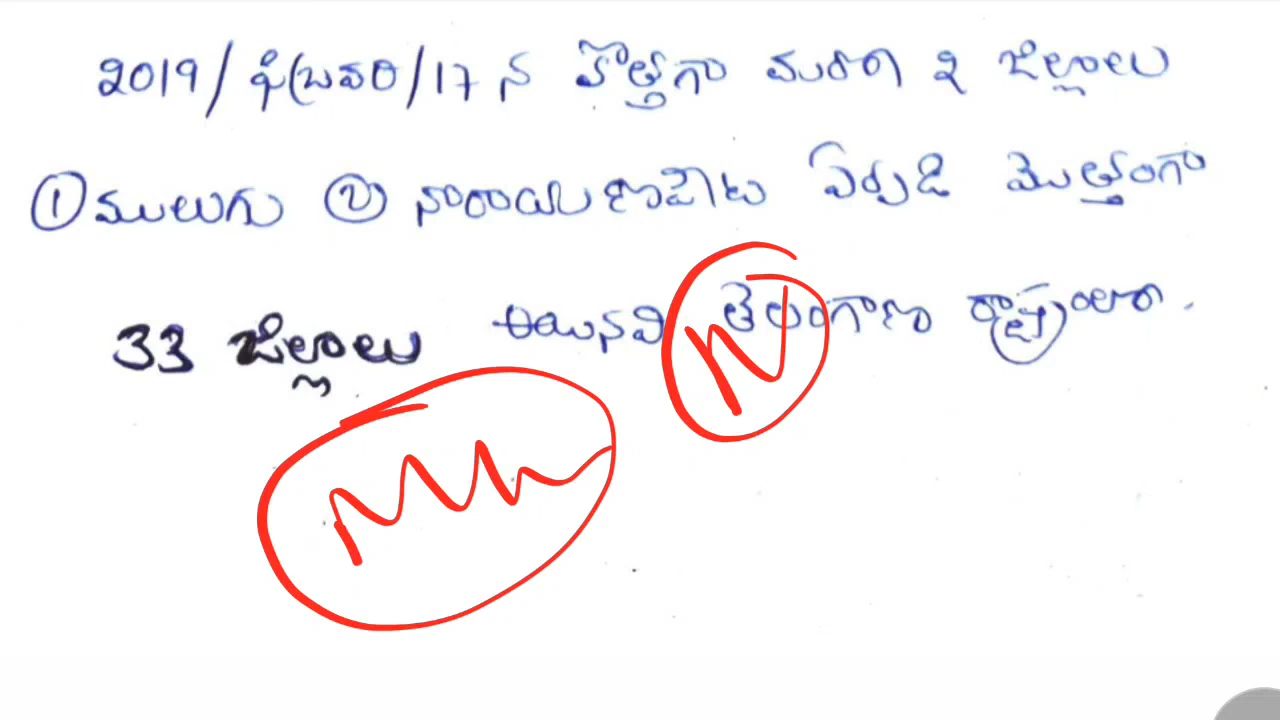 2019/ఫిబ్రవరి/17 న కొత్తగా మరొ 2 జిల్లాలు
① ములుగు ② నారాయణపేట ఏర్పడి మొత్తంగా
33 జిల్లాలు అయినవి తెలంగాణ రాష్ట్రంలో.